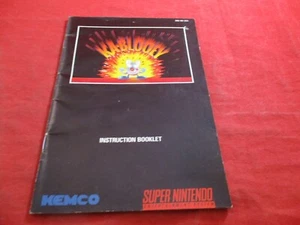 KABLOOEY
INSTRUCTION BOOKLET
KEMCO
SUPER NINTENDO